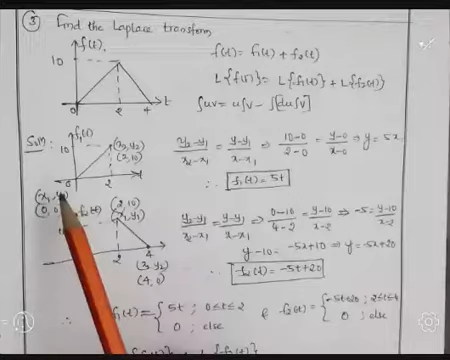 ③ Find the Laplace transform
f(t).
10
0 2 4 t
f(t) = f₁(t) + f₂(t)
L{f(t)} = L{f₁(t)} + L{f₂(t)}
∫uv = u∫v - ∫[du∫v]
Soln:
f₁(t)
10
(x₂, y₂)
(2, 10)
0 2 t
(y₂-y₁)/(x₂-x₁) = (y-y₁)/(x-x₁) ⇒ (10-0)/(2-0) = (y-0)/(x-0) ⇒ y = 5x
∴ f₁(t) = 5t
(x₁, y₁)
(0, 0)
f₂(t)
(2, 10)
(x₁, y₁)
2 4
(x₂, y₂)
(4, 0)
(y₂-y₁)/(x₂-x₁) = (y-y₁)/(x-x₁) ⇒ (0-10)/(4-2) = (y-10)/(x-2) ⇒ -5 = (y-10)/(x-2)
y-10 = -5x+10 ⇒ y = -5x+20
∴ f₂(t) = -5t+20
∴ f₁(t) = { 5t ; 0≤t≤2
0 ; else
& f₂(t) = { -5t+20 ; 2≤t≤4
0 ; else